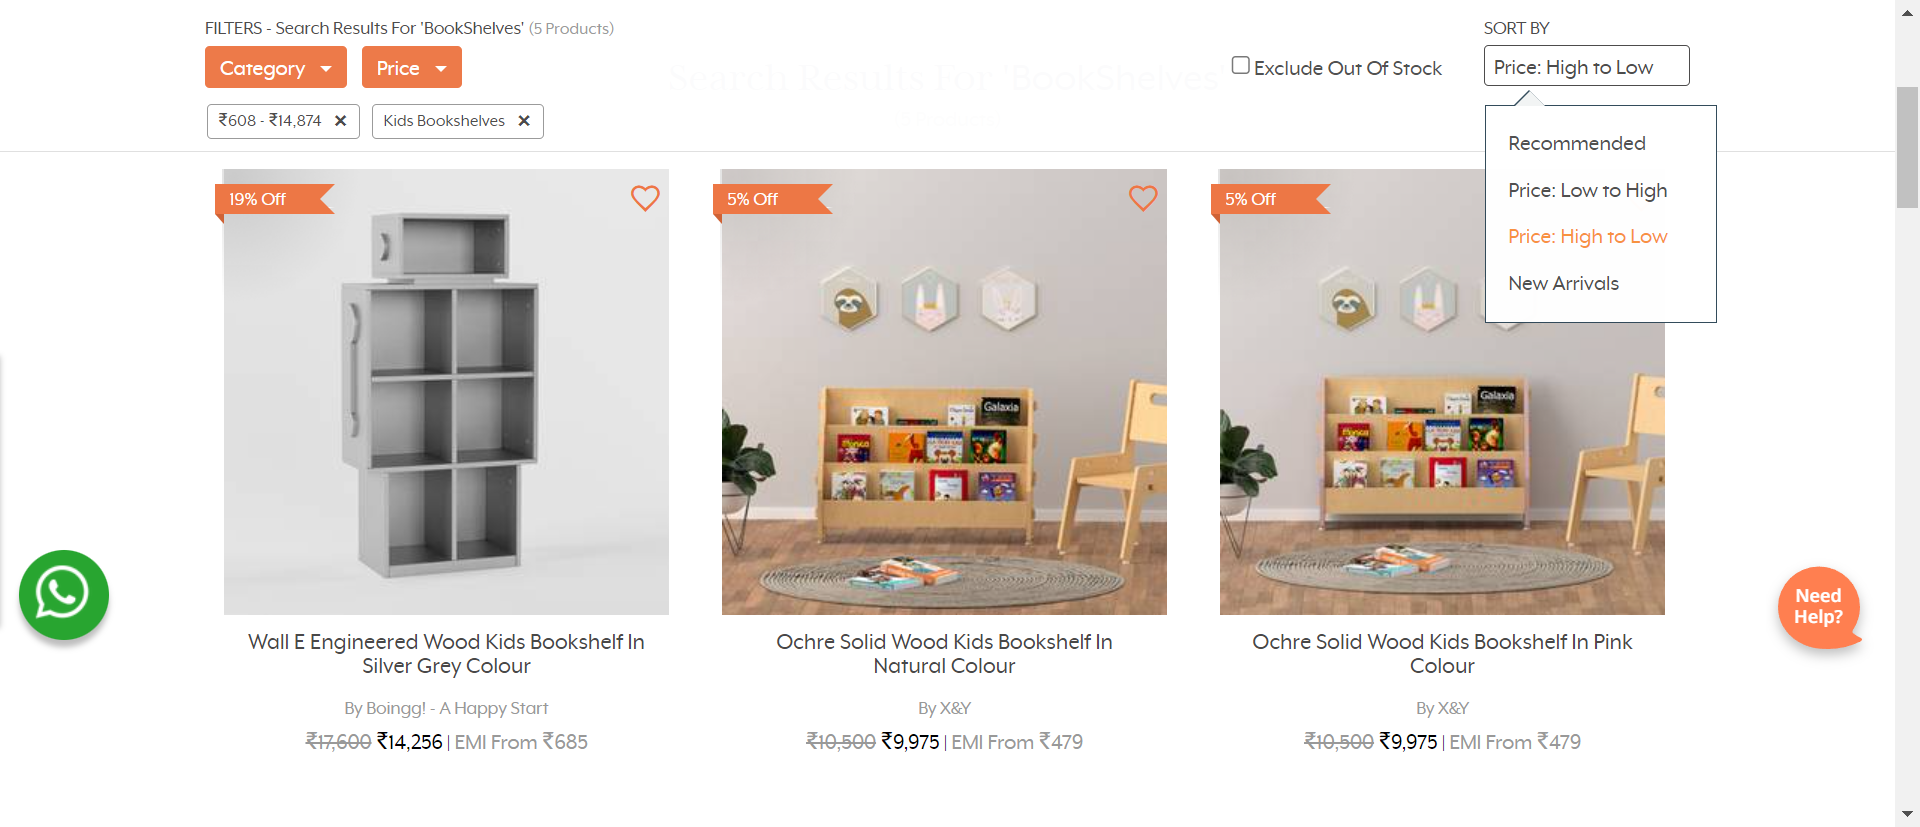 FILTERS - Search Results For 'BookShelves' (5 Products)
SORT BY
Category
Price
Search Results For 'BookShelves'
Exclude Out Of Stock
Price: High to Low
₹608 - ₹14,874 ✕
Kids Bookshelves ✕
Recommended
Price: Low to High
Price: High to Low
New Arrivals
19% Off
5% Off
5% Off
Galaxia
Galaxia
Need
Help?
Wall E Engineered Wood Kids Bookshelf In
Silver Grey Colour
By Boingg! - A Happy Start
₹17,600 ₹14,256 | EMI From ₹685
Ochre Solid Wood Kids Bookshelf In
Natural Colour
By X&Y
₹10,500 ₹9,975 | EMI From ₹479
Ochre Solid Wood Kids Bookshelf In Pink
Colour
By X&Y
₹10,500 ₹9,975 | EMI From ₹479